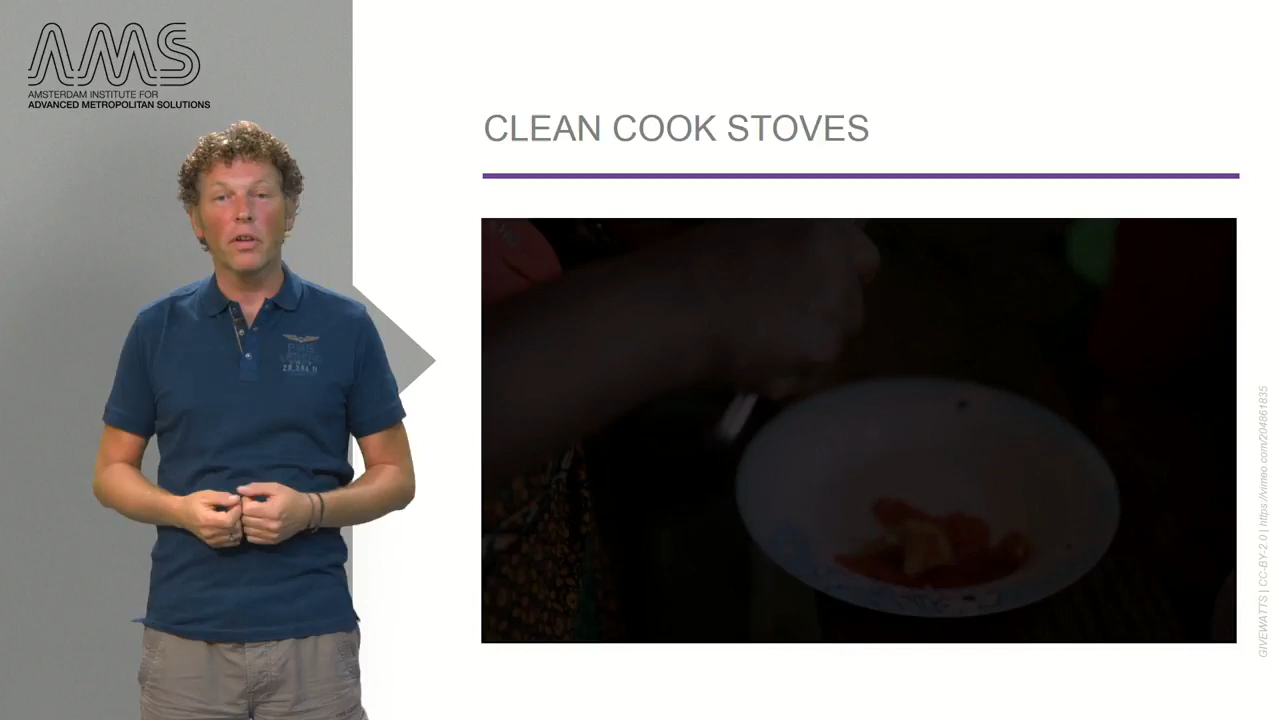 AMS
AMSTERDAM INSTITUTE FOR
ADVANCED METROPOLITAN SOLUTIONS
CLEAN COOK STOVES
GIVEWATTS | CC-BY-2.0 | https://vimeo.com/204861835